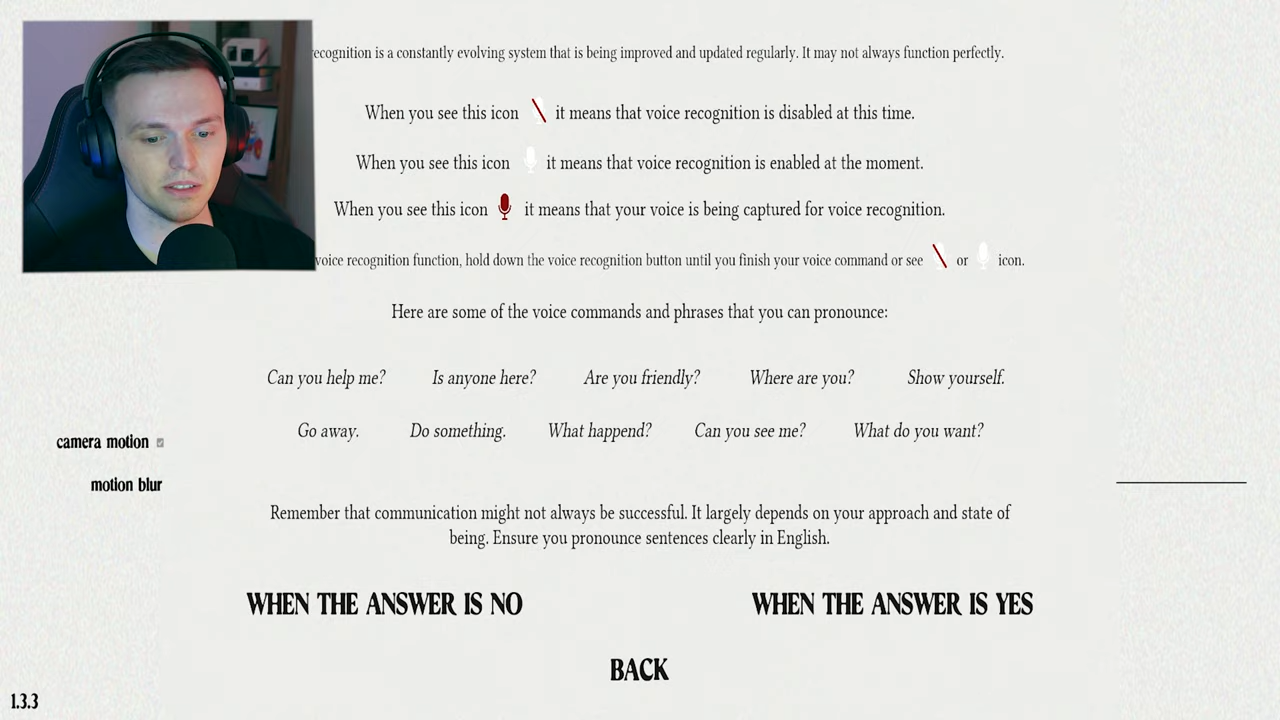 recognition is a constantly evolving system that is being improved and updated regularly. It may not always function perfectly.
When you see this icon it means that voice recognition is disabled at this time.
When you see this icon it means that voice recognition is enabled at the moment.
When you see this icon it means that your voice is being captured for voice recognition.
voice recognition function, hold down the voice recognition button until you finish your voice command or see or icon.
Here are some of the voice commands and phrases that you can pronounce:
Can you help me? Is anyone here? Are you friendly? Where are you? Show yourself.
Go away. Do something. What happend? Can you see me? What do you want?
camera motion
motion blur
Remember that communication might not always be successful. It largely depends on your approach and state of
being. Ensure you pronounce sentences clearly in English.
WHEN THE ANSWER IS NO WHEN THE ANSWER IS YES
BACK
1.3.3